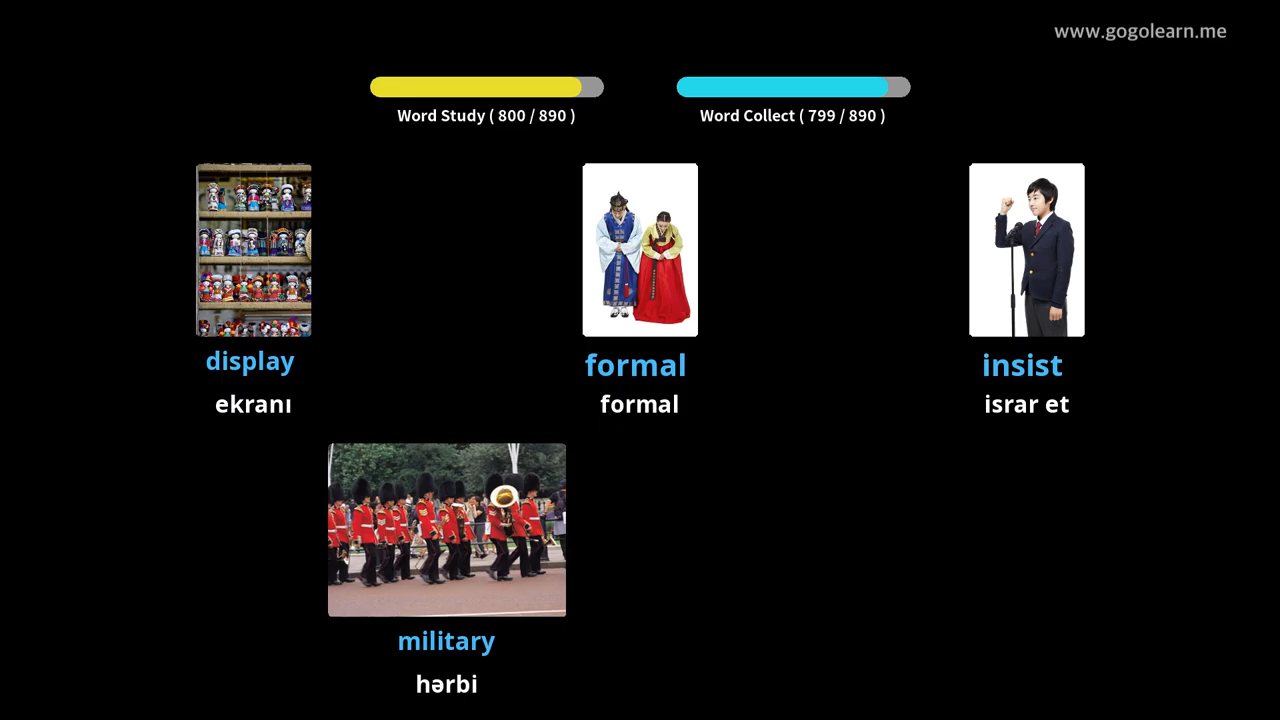 www.gogolearn.me
Word Study ( 800 / 890 )
Word Collect ( 799 / 890 )
display
formal
insist
ekranı
formal
israr et
military
hərbi